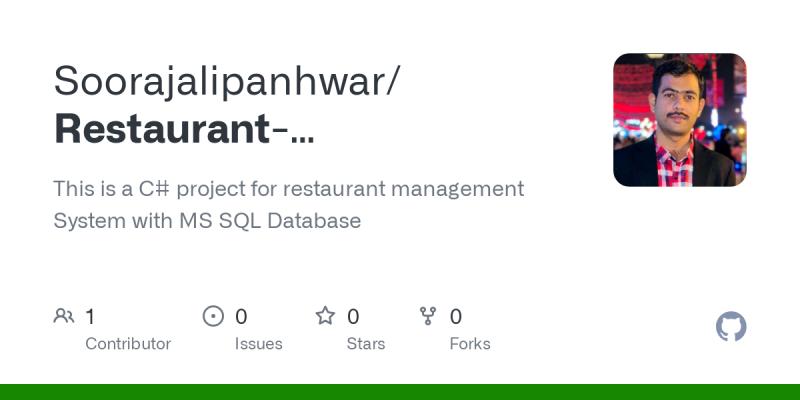 Soorajalipanhwar/
Restaurant-...
This is a C# project for restaurant management
System with MS SQL Database
1
Contributor
0
Issues
0
Stars
0
Forks